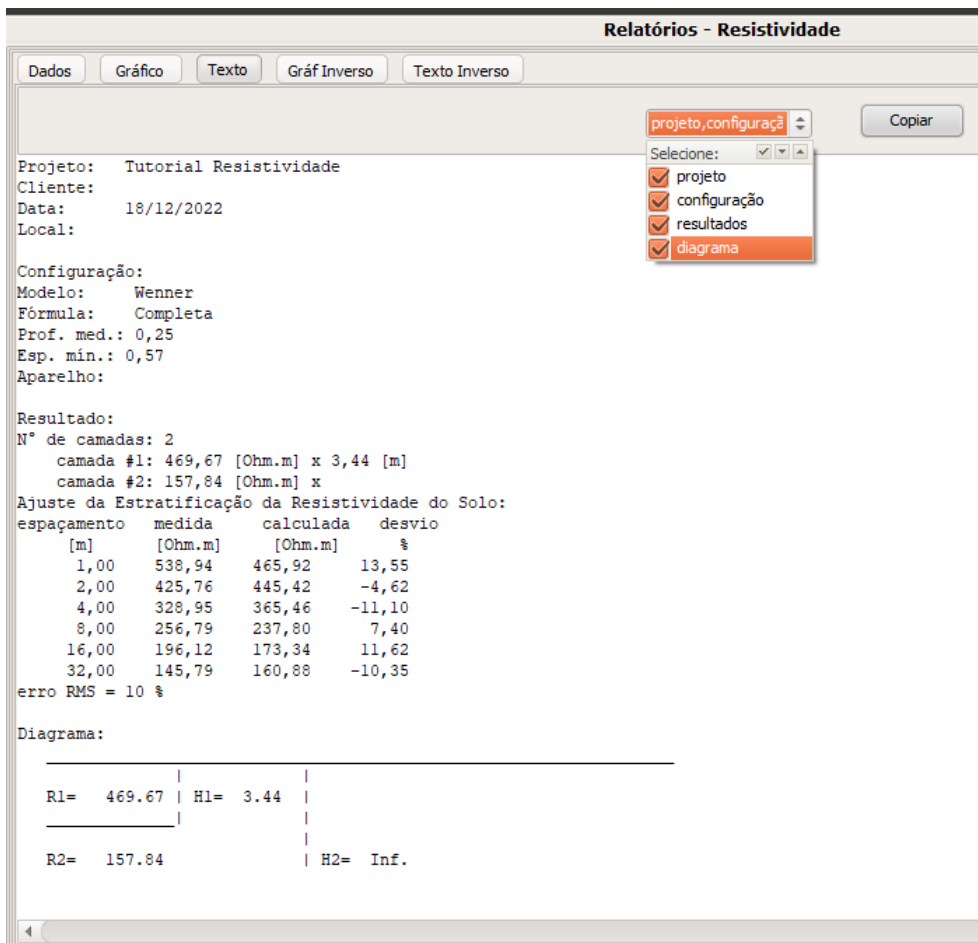 Relatórios - Resistividade
Dados Gráfico Texto Gráf Inverso Texto Inverso
projeto,configuraçã Copiar
Selecione:
projeto
configuração
resultados
diagrama
Projeto: Tutorial Resistividade
Cliente:
Data: 18/12/2022
Local:
Configuração:
Modelo: Wenner
Fórmula: Completa
Prof. med.: 0,25
Esp. mín.: 0,57
Aparelho:
Resultado:
N° de camadas: 2
camada #1: 469,67 [Ohm.m] x 3,44 [m]
camada #2: 157,84 [Ohm.m] x
Ajuste da Estratificação da Resistividade do Solo:
espaçamento medida calculada desvio
[m] [Ohm.m] [Ohm.m] %
1,00 538,94 465,92 13,55
2,00 425,76 445,42 -4,62
4,00 328,95 365,46 -11,10
8,00 256,79 237,80 7,40
16,00 196,12 173,34 11,62
32,00 145,79 160,88 -10,35
erro RMS = 10 %
Diagrama:
R1= 469.67 | H1= 3.44 |
R2= 157.84 | H2= Inf.